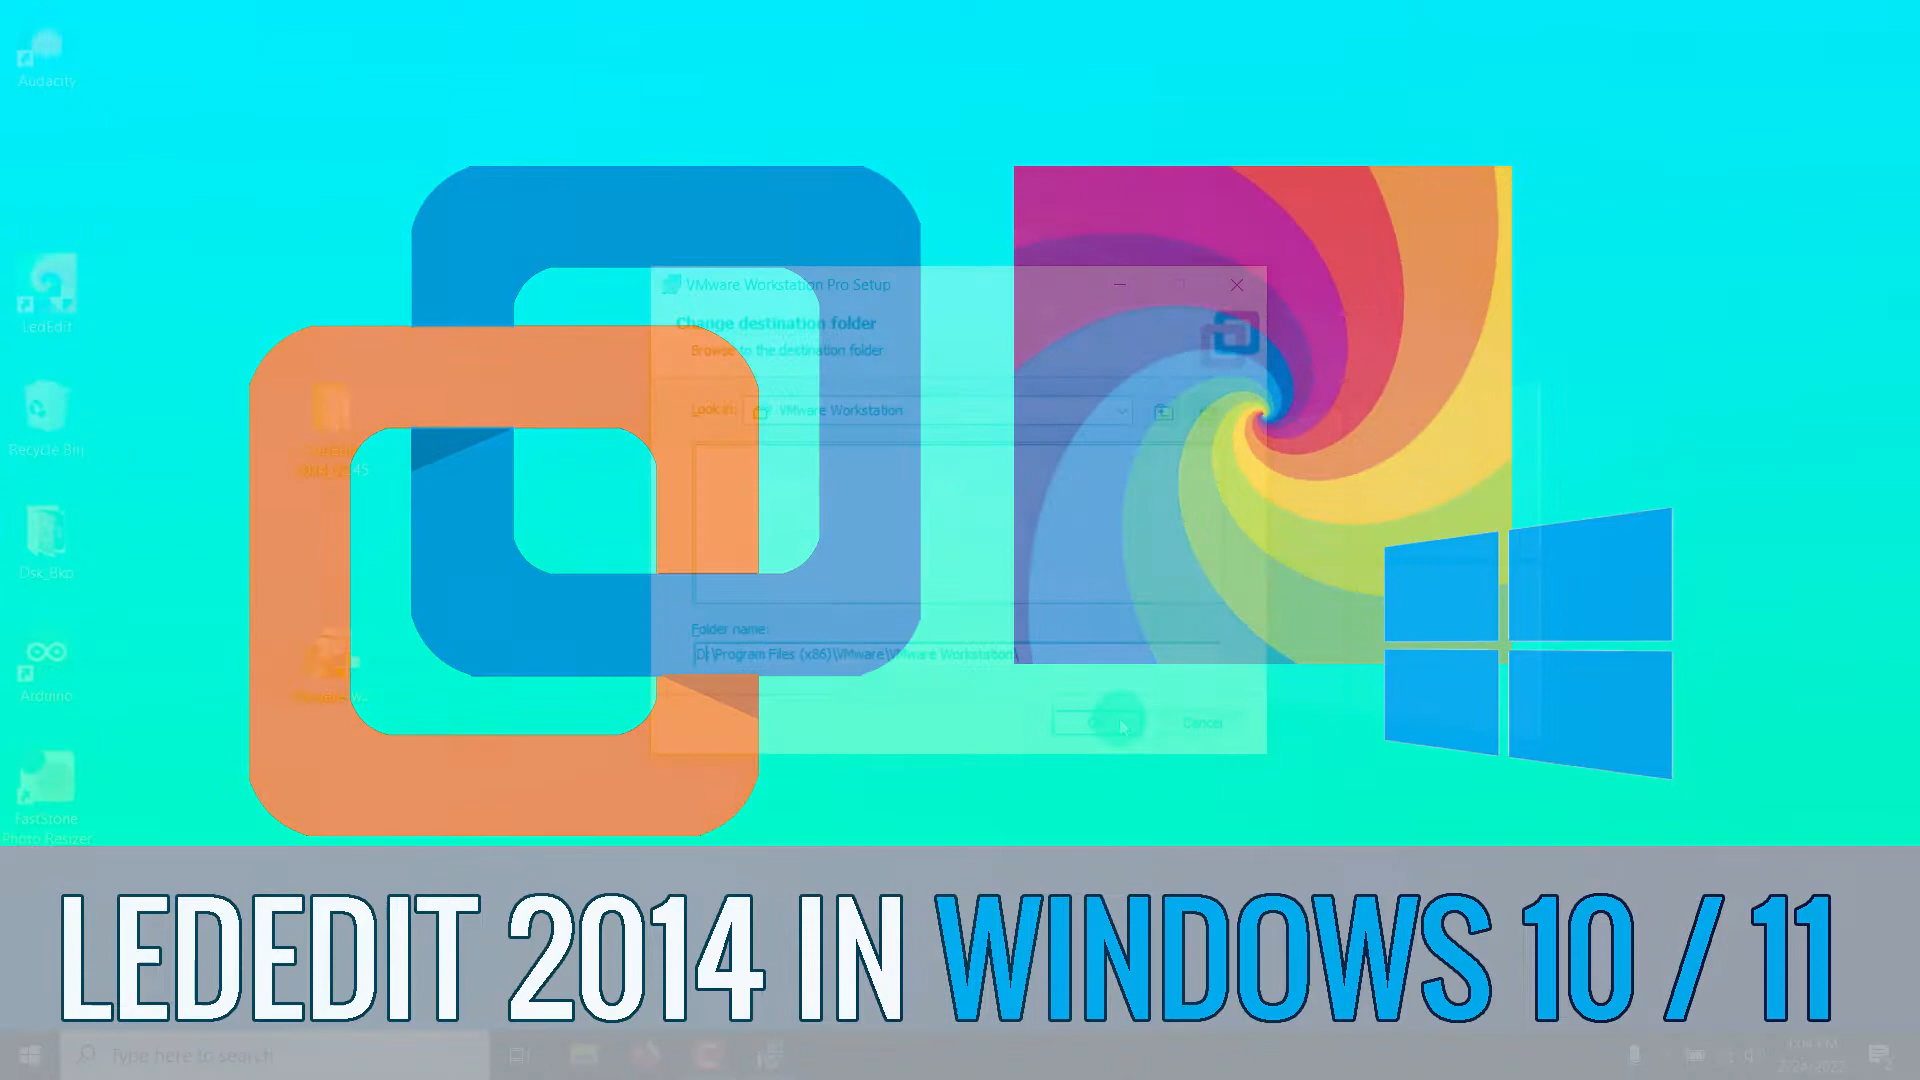 Audacity
VMware Workstation Pro Setup
Change destination folder
Browse to the destination folder
LedEdit
Look in:
VMware Workstation
Recycle Bin
Dsk_Bkp
Folder name:
D:\Program Files (x86)\VMware\VMware Workstation\
Arduino
Cancel
FastStone
Photo Resizer
LEDEDIT 2014 IN WINDOWS 10 / 11
Type here to search